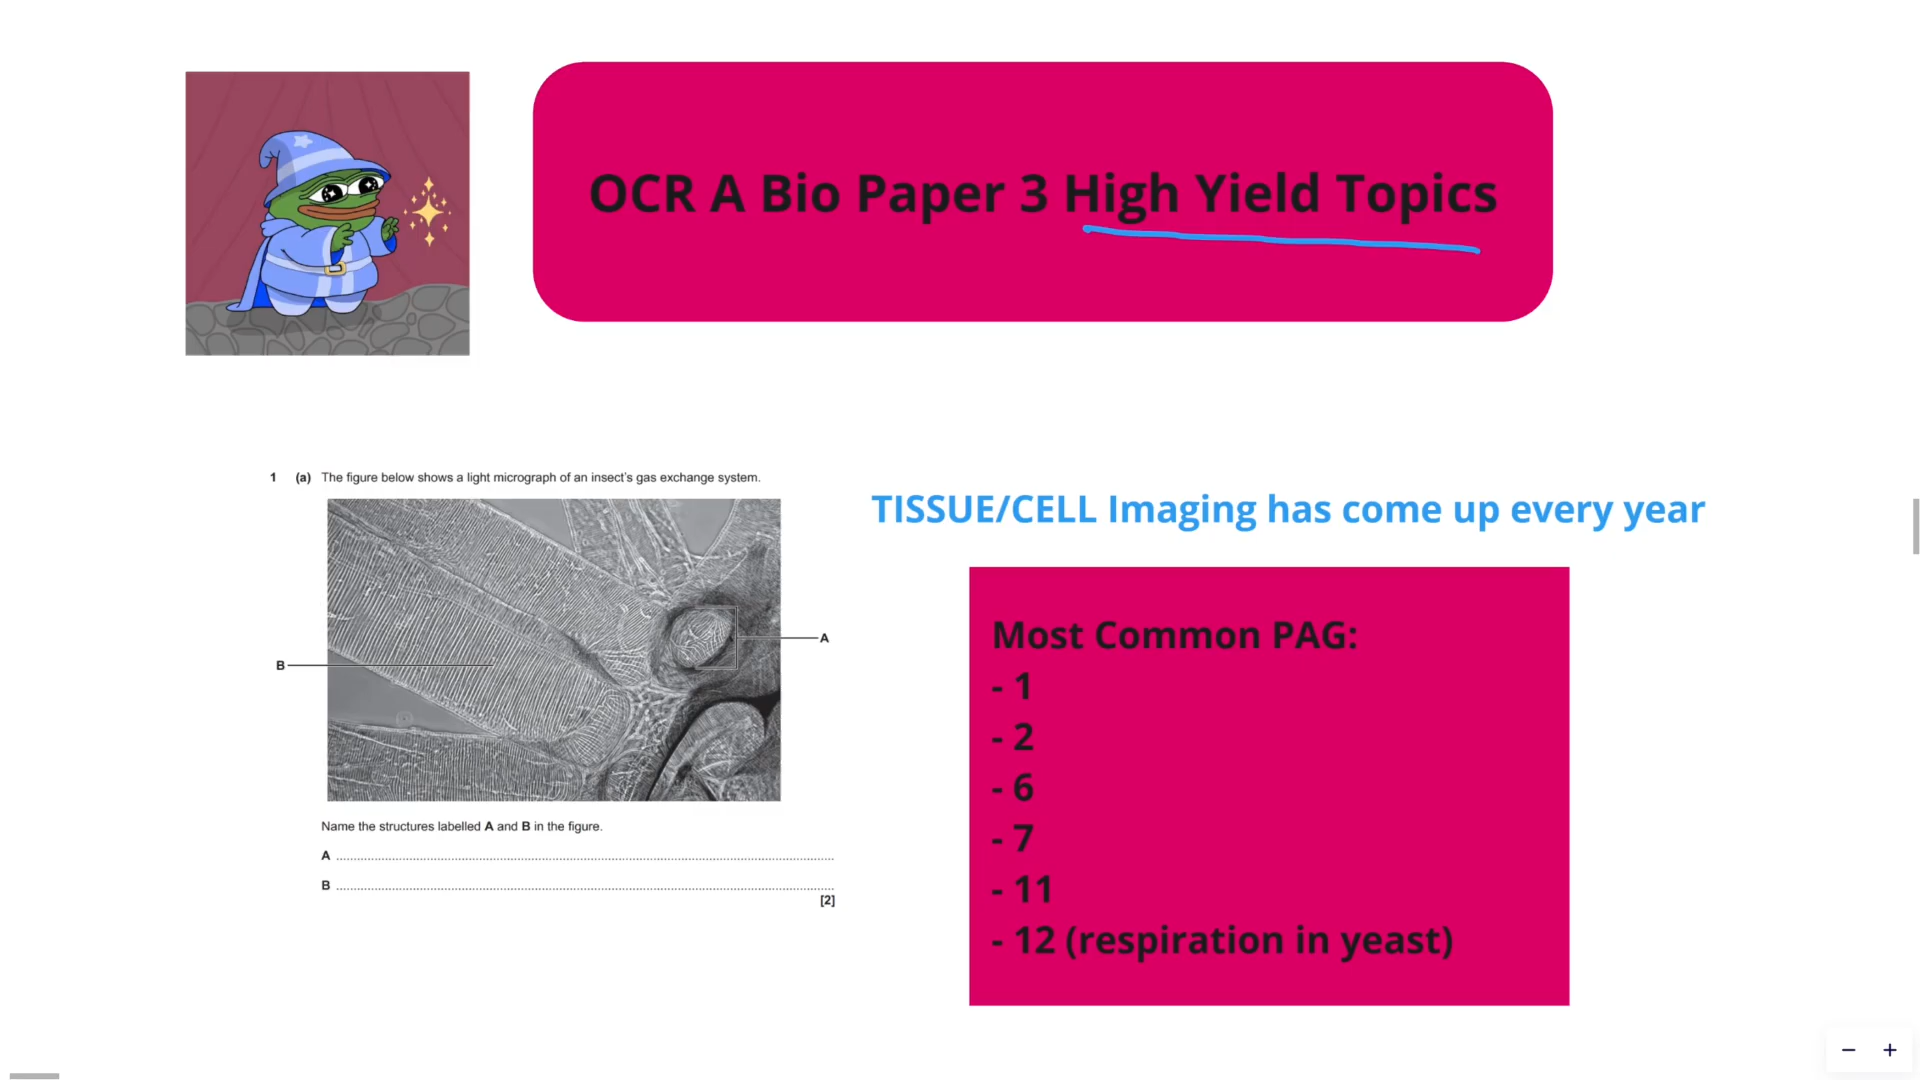 OCR A Bio Paper 3 High Yield Topics
1 (a) The figure below shows a light micrograph of an insect's gas exchange system.
A
B
Name the structures labelled A and B in the figure.
A ........................................
B ........................................
[2]
TISSUE/CELL Imaging has come up every year
Most Common PAG:
- 1
- 2
- 6
- 7
- 11
- 12 (respiration in yeast)